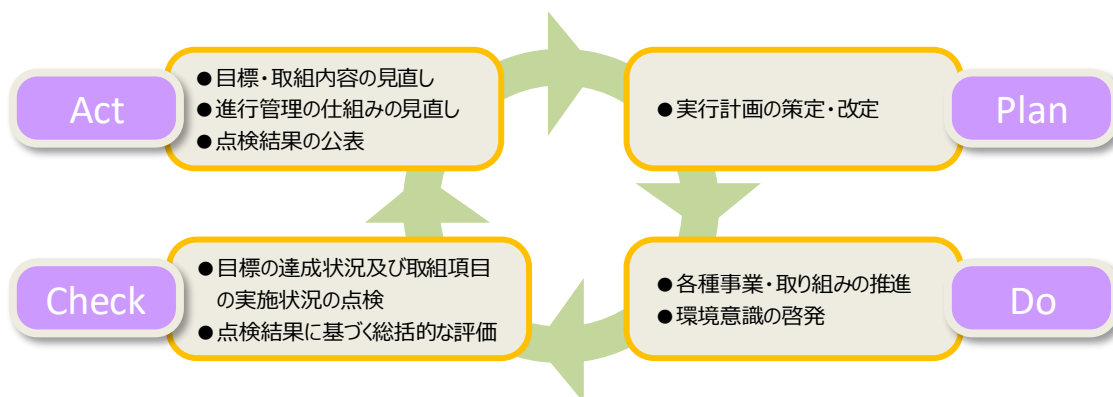 Act
●目標・取組内容の見直し
●進行管理の仕組みの見直し
●点検結果の公表
●実行計画の策定・改定
Plan
Check
●目標の達成状況及び取組項目
の実施状況の点検
●点検結果に基づく総括的な評価
●各種事業・取り組みの推進
●環境意識の啓発
Do